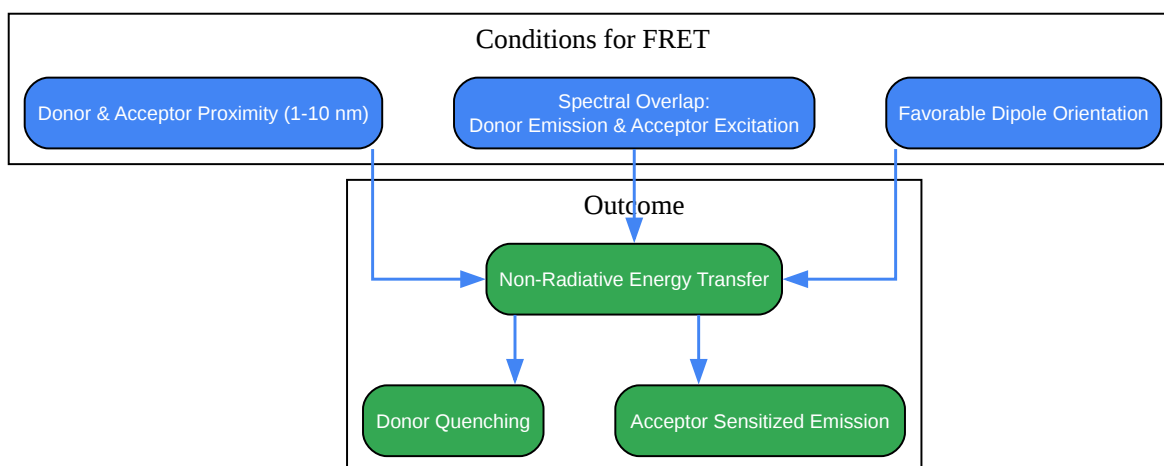 Conditions for FRET
Donor & Acceptor Proximity (1-10 nm)
Spectral Overlap:
Donor Emission & Acceptor Excitation
Favorable Dipole Orientation
Outcome
Non-Radiative Energy Transfer
Donor Quenching
Acceptor Sensitized Emission